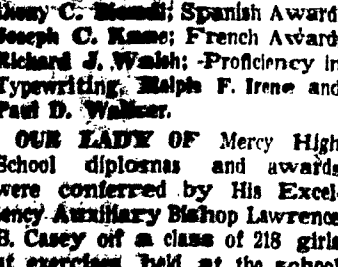 C. Spanish Award
Joseph C. Kane; French Award
Richard J. Walsh; Proficiency in
Typewriting, Ralph F. Irene and
Paul D.
OUR LADY OF Mercy High
School diplomas and awards
were conferred by His Excel-
lency Auxiliary Bishop Lawrence
B. Casey on a class of 218 girls
at exercises held at the school